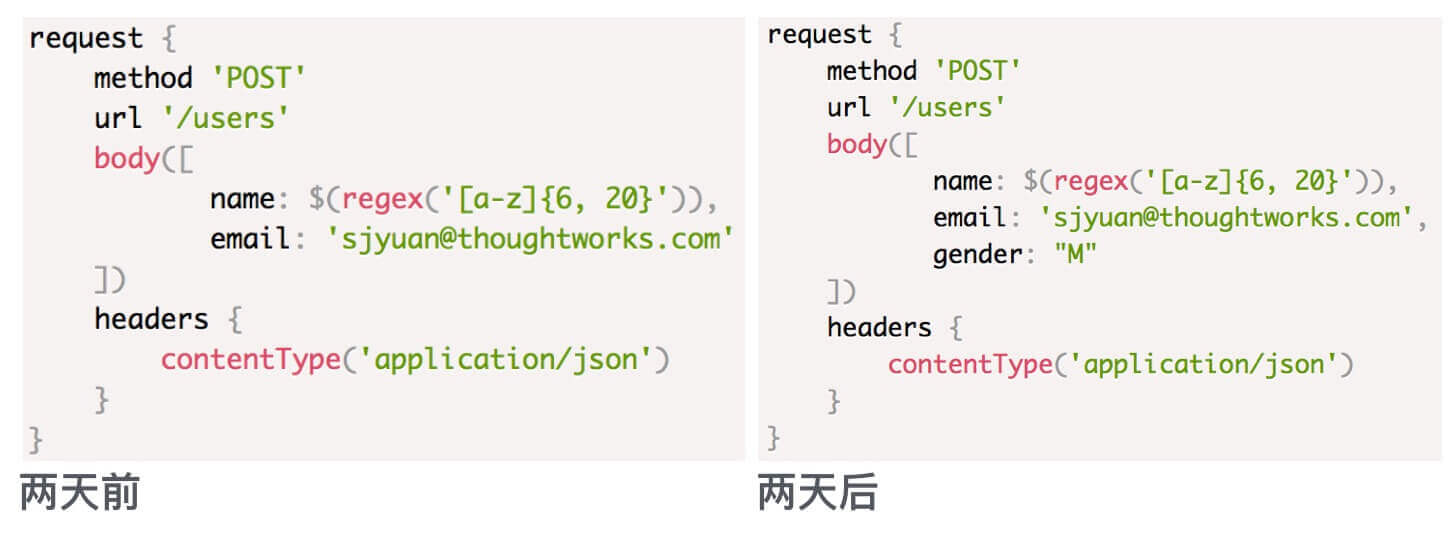 request {
    method 'POST'
    url '/users'
    body([
           name: $(regex('[a-z]{6, 20}')),
           email: 'sjyuan@thoughtworks.com'
    ])
    headers {
        contentType('application/json')
    }
}
两天前
request {
    method 'POST'
    url '/users'
    body([
           name: $(regex('[a-z]{6, 20}')),
           email: 'sjyuan@thoughtworks.com',
           gender: "M"
    ])
    headers {
        contentType('application/json')
    }
}
两天后